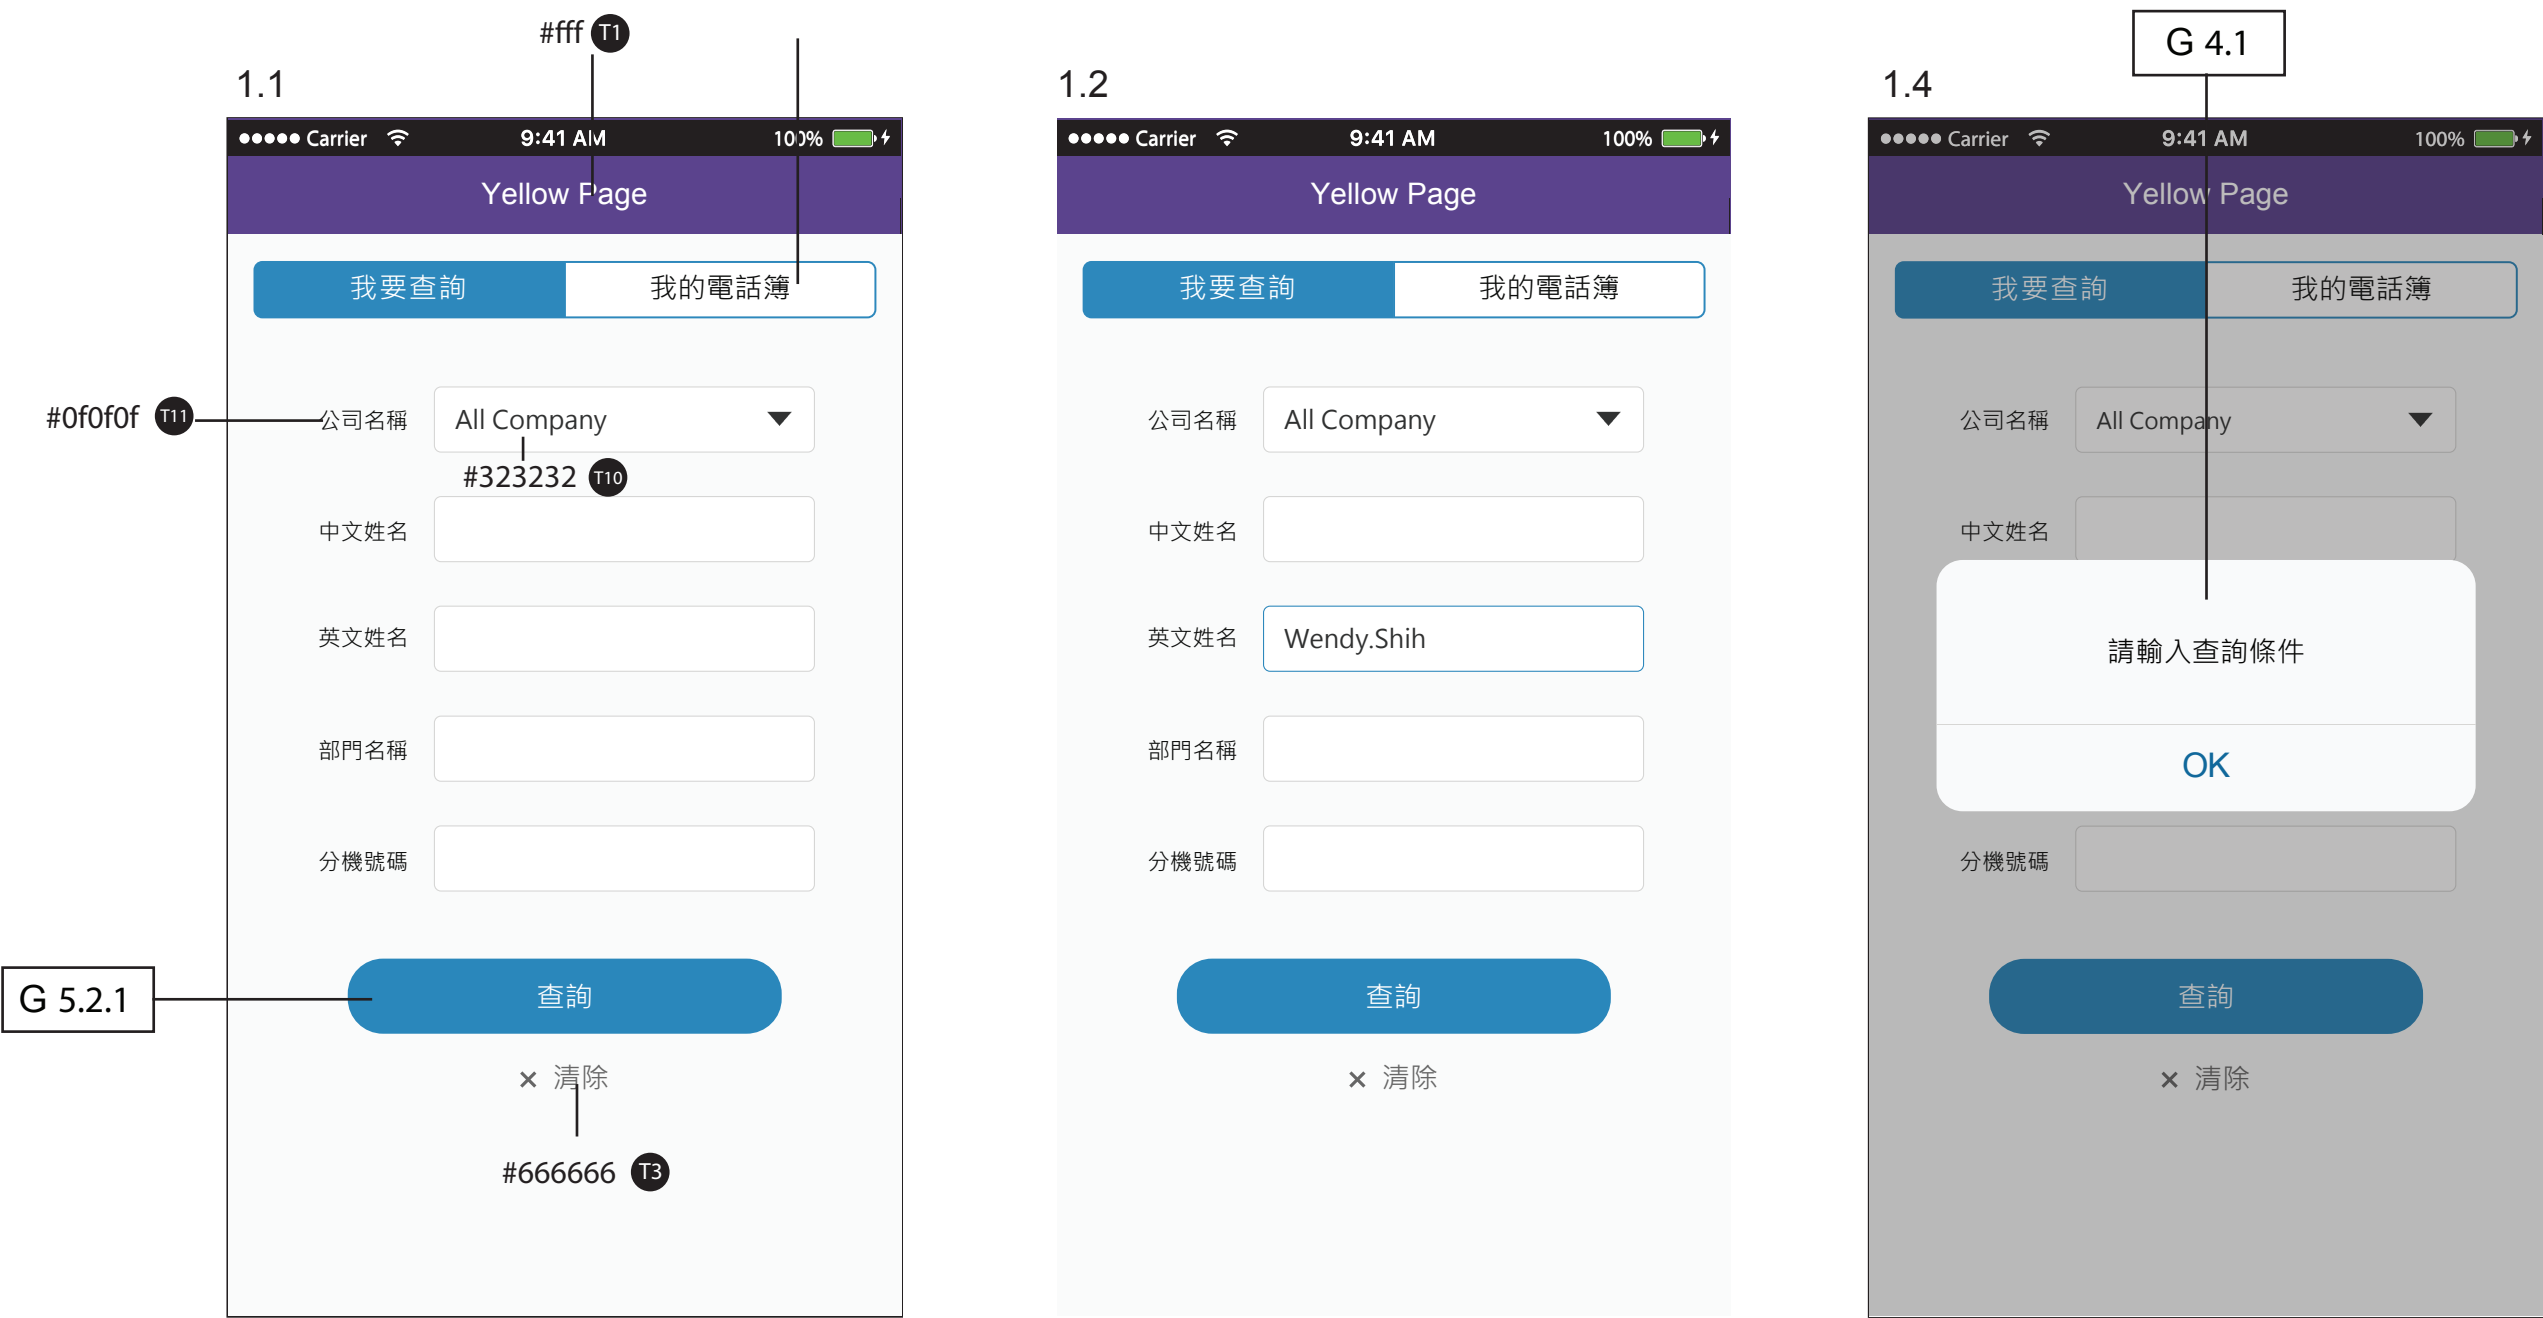 #fff T1
1.1
●●●●● Carrier 9:41 AM 100%
Yellow Page
我要查詢 我的電話簿
#0f0f0f T11
公司名稱 All Company
#323232 T10
中文姓名
英文姓名
部門名稱
分機號碼
G 5.2.1
查詢
× 清除
#666666 T3
1.2
●●●●● Carrier 9:41 AM 100%
Yellow Page
我要查詢 我的電話簿
公司名稱 All Company
中文姓名
英文姓名 Wendy.Shih
部門名稱
分機號碼
查詢
× 清除
G 4.1
1.4
●●●●● Carrier 9:41 AM 100%
Yellow Page
我要查詢 我的電話簿
公司名稱 All Company
中文姓名
請輸入查詢條件
OK
分機號碼
查詢
× 清除